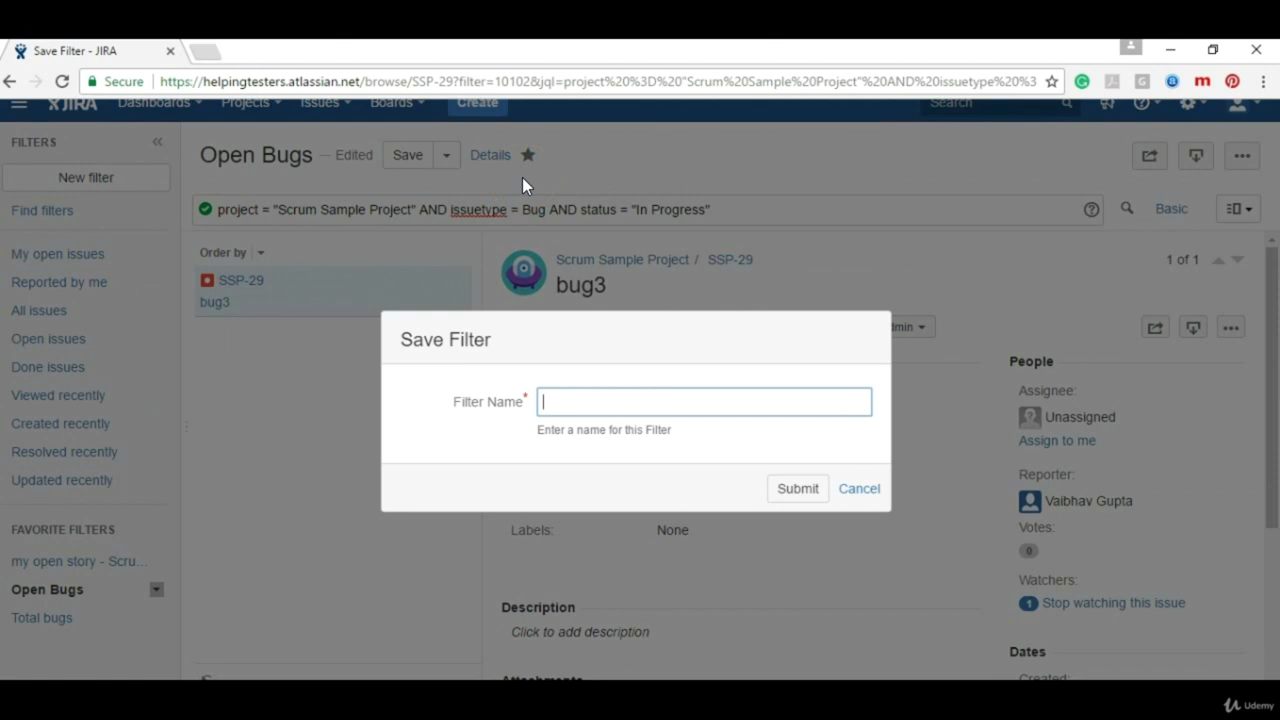 Save Filter - JIRA
Secure https://helpingtesters.atlassian.net/browse/SSP-29?filter=10102&jql=project%20%3D%20"Scrum%20Sample%20Project"%20AND%20issuetype%20%3
JIRA Dashboards Projects Issues Boards Create Search
FILTERS
New filter
Find filters
My open issues
Reported by me
All issues
Open issues
Done issues
Viewed recently
Created recently
Resolved recently
Updated recently
FAVORITE FILTERS
my open story - Scru...
Open Bugs
Total bugs
Open Bugs — Edited Save Details
project = "Scrum Sample Project" AND issuetype = Bug AND status = "In Progress"
Basic
Order by
SSP-29
bug3
Scrum Sample Project / SSP-29
bug3
1 of 1
Save Filter
Filter Name*
Enter a name for this Filter
Submit Cancel
Labels: None
Description
Click to add description
People
Assignee:
Unassigned
Assign to me
Reporter:
Vaibhav Gupta
Votes:
0
Watchers:
1 Stop watching this issue
Dates
Created:
Attachments
Udemy